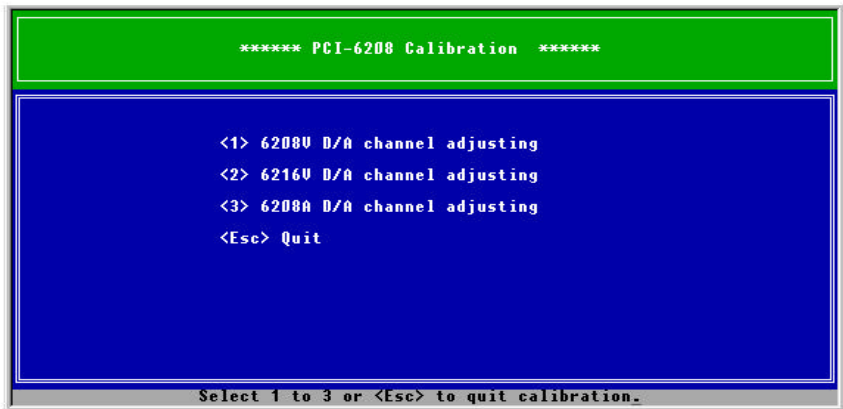 ****** PCI-6208 Calibration ******
<1> 6208V D/A channel adjusting
<2> 6216V D/A channel adjusting
<3> 6208A D/A channel adjusting
<Esc> Quit
Select 1 to 3 or <Esc> to quit calibration._